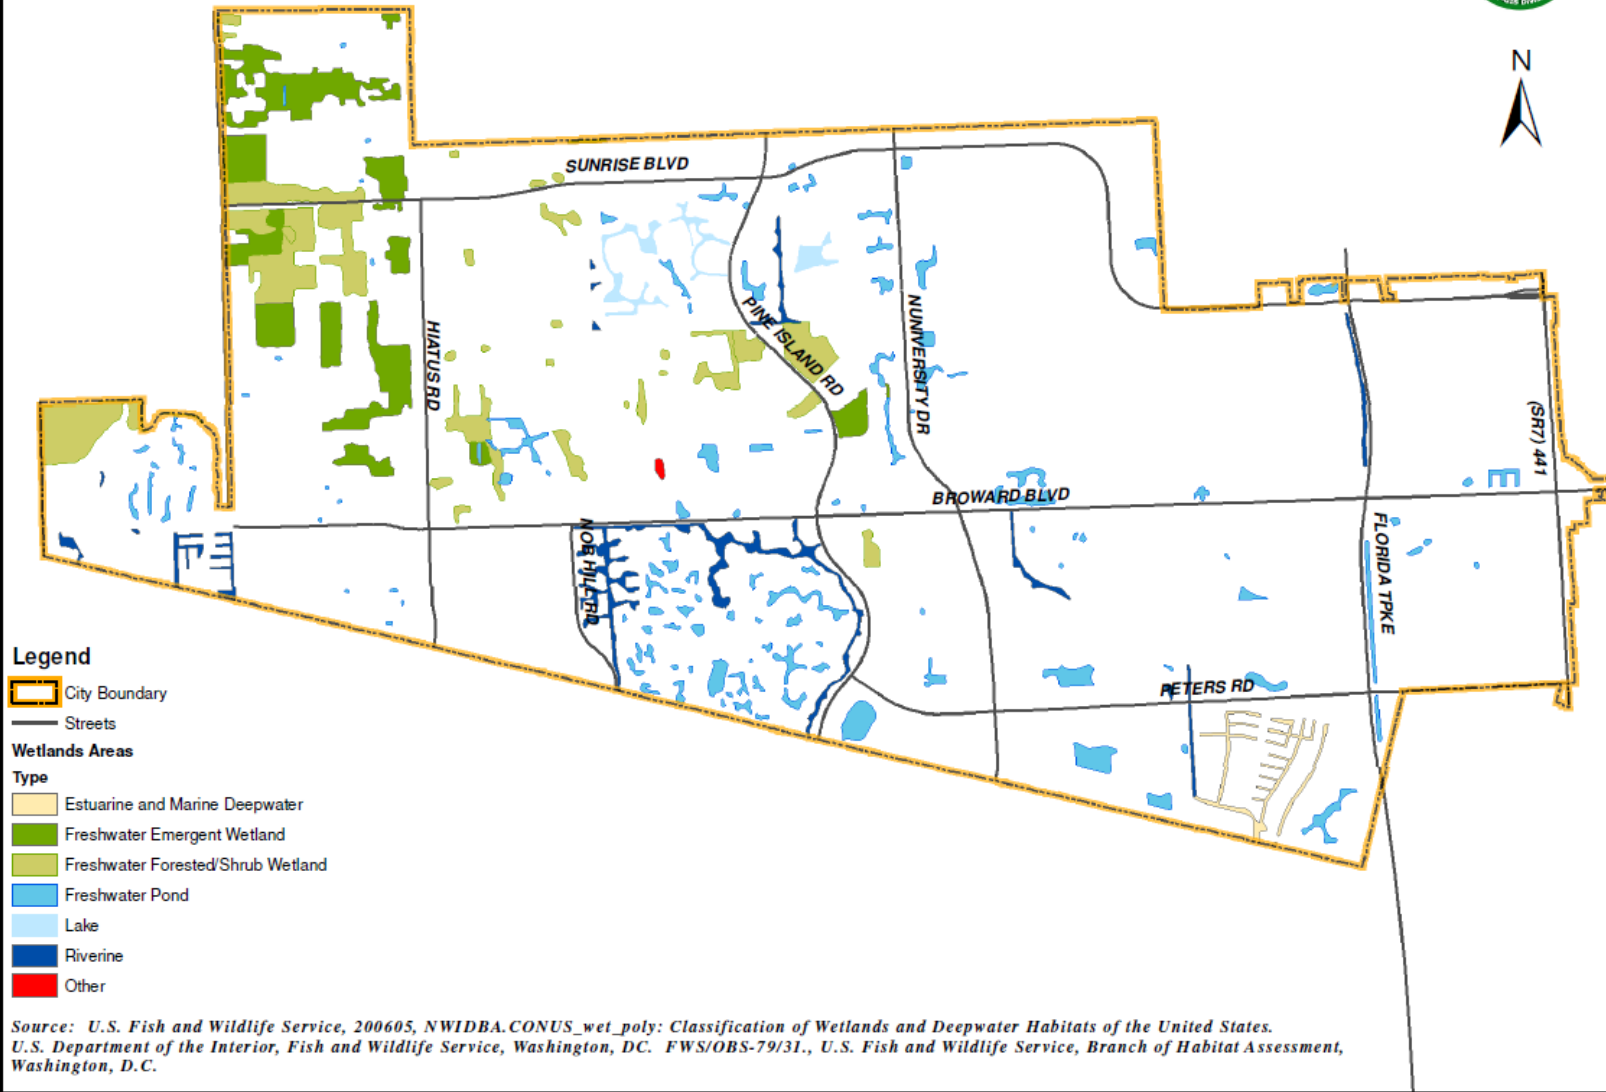 N
SUNRISE BLVD
PINE ISLAND RD
NUNIVERSITY DR
HIATUS RD
(SR7) 441
BROWARD BLVD
NOB HILL RD
FLORIDA TPKE
PETERS RD
Legend
City Boundary
Streets
Wetlands Areas
Type
Estuarine and Marine Deepwater
Freshwater Emergent Wetland
Freshwater Forested/Shrub Wetland
Freshwater Pond
Lake
Riverine
Other
Source: U.S. Fish and Wildlife Service, 200605, NWIDBA.CONUS_wet_poly: Classification of Wetlands and Deepwater Habitats of the United States.
U.S. Department of the Interior, Fish and Wildlife Service, Washington, DC. FWS/OBS-79/31., U.S. Fish and Wildlife Service, Branch of Habitat Assessment,
Washington, D.C.